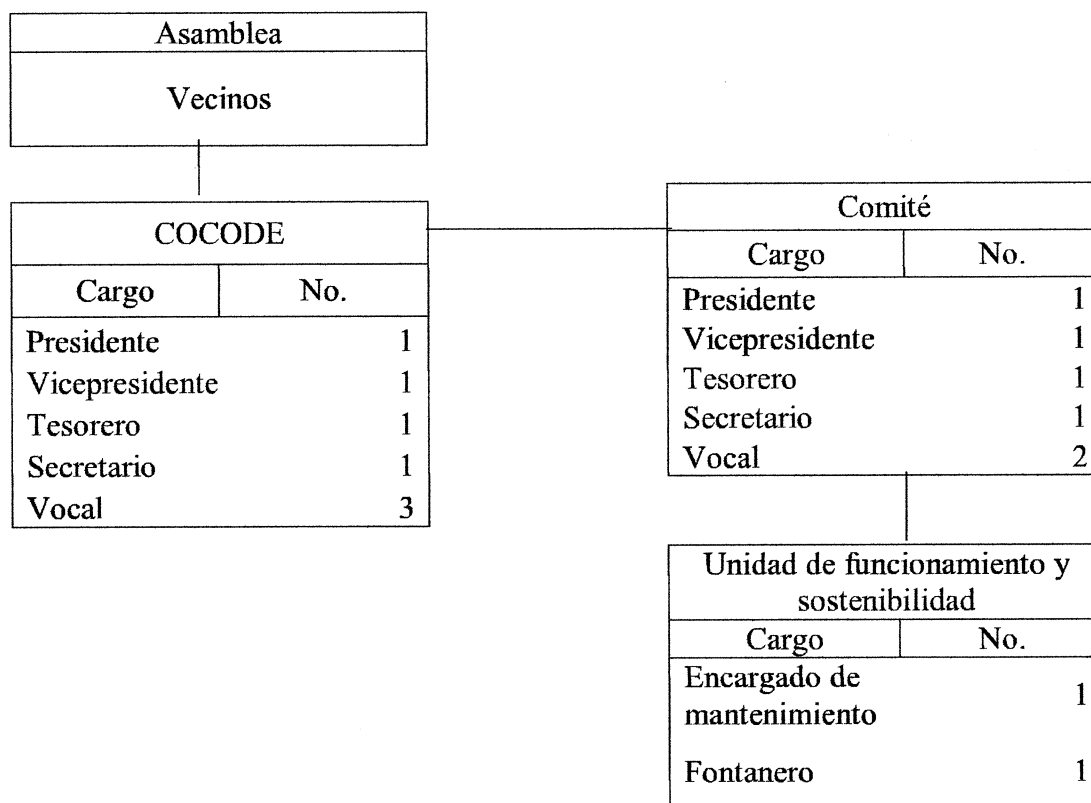 Asamblea
Vecinos
COCODE
Cargo No.
Presidente 1
Vicepresidente 1
Tesorero 1
Secretario 1
Vocal 3
Comité
Cargo No.
Presidente 1
Vicepresidente 1
Tesorero 1
Secretario 1
Vocal 2
Unidad de funcionamiento y
sostenibilidad
Cargo No.
Encargado de
mantenimiento 1
Fontanero 1